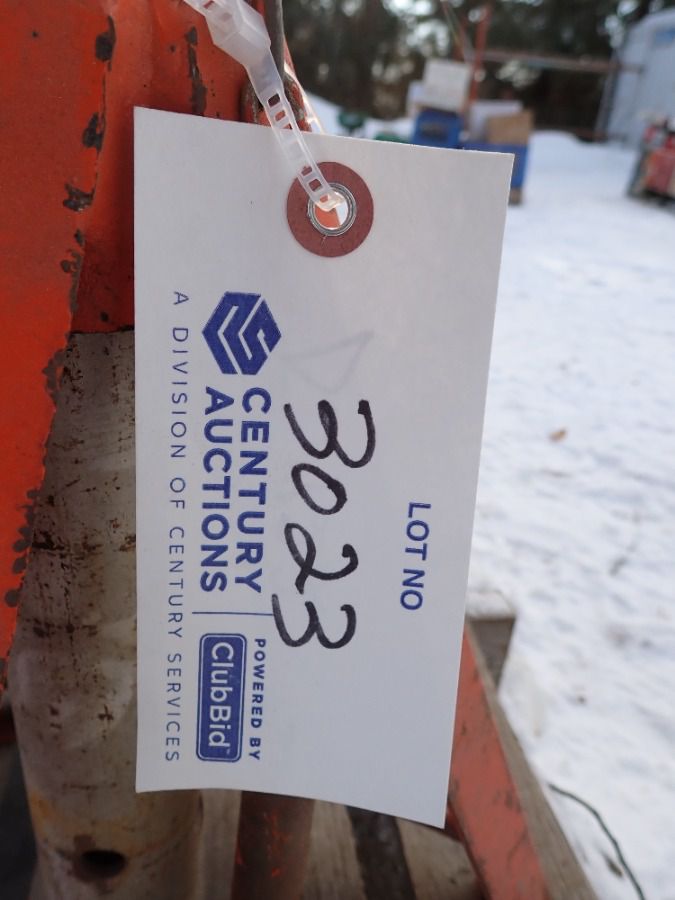 LOT NO
3023
CENTURY
AUCTIONS
A DIVISION OF CENTURY SERVICES
POWERED BY
ClubBid